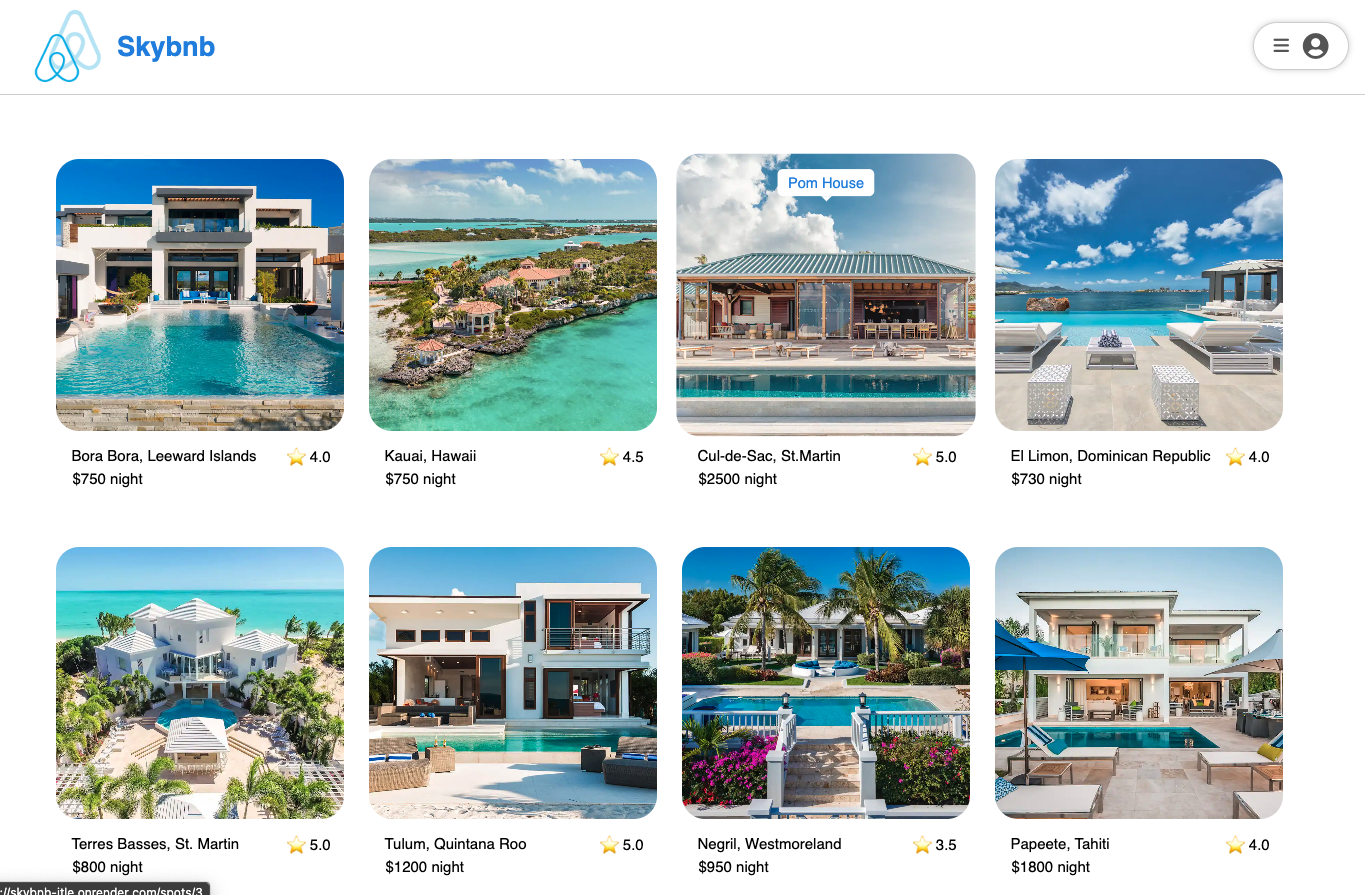 Skybnb
Pom House
Bora Bora, Leeward Islands 4.0
$750 night
Kauai, Hawaii 4.5
$750 night
Cul-de-Sac, St.Martin 5.0
$2500 night
El Limon, Dominican Republic 4.0
$730 night
Terres Basses, St. Martin 5.0
$800 night
Tulum, Quintana Roo 5.0
$1200 night
Negril, Westmoreland 3.5
$950 night
Papeete, Tahiti 4.0
$1800 night
://skybnb-itle.onrender.com/spots/3